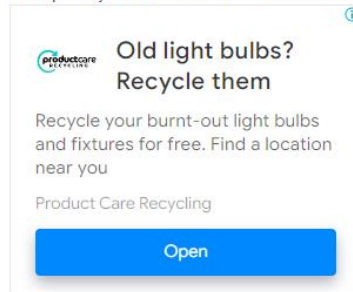 productcare
RECYCLING
Old light bulbs?
Recycle them
Recycle your burnt-out light bulbs
and fixtures for free. Find a location
near you
Product Care Recycling
Open